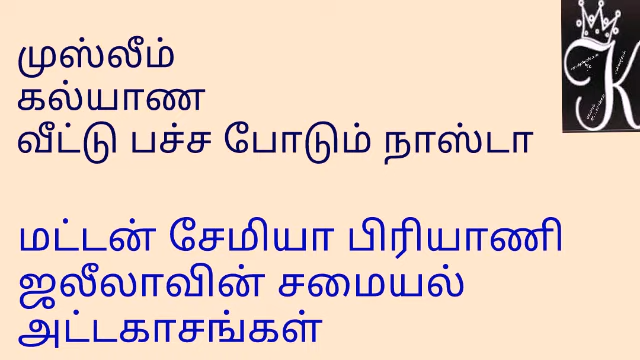 முஸ்லீம்
கல்யாண
வீட்டு பச்ச போடும் நாஸ்டா
மட்டன் சேமியா பிரியாணி
ஜலீலாவின் சமையல்
அட்டகாசங்கள்
K